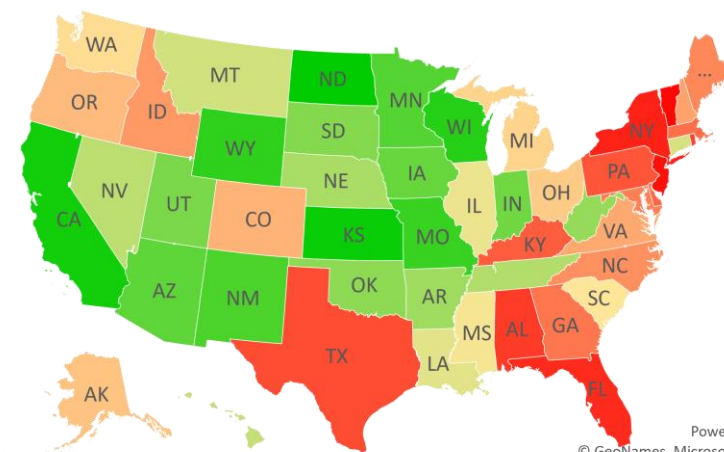 WA
MT
ND
MN
...
OR
ID
SD
WI
MI
NY
WY
IA
PA
NE
NV
UT
CO
IL
IN
OH
CA
KS
MO
KY
VA
NC
AZ
NM
OK
AR
SC
MS
AL
GA
TX
LA
FL
AK
Powe
© GeoNames, Microso